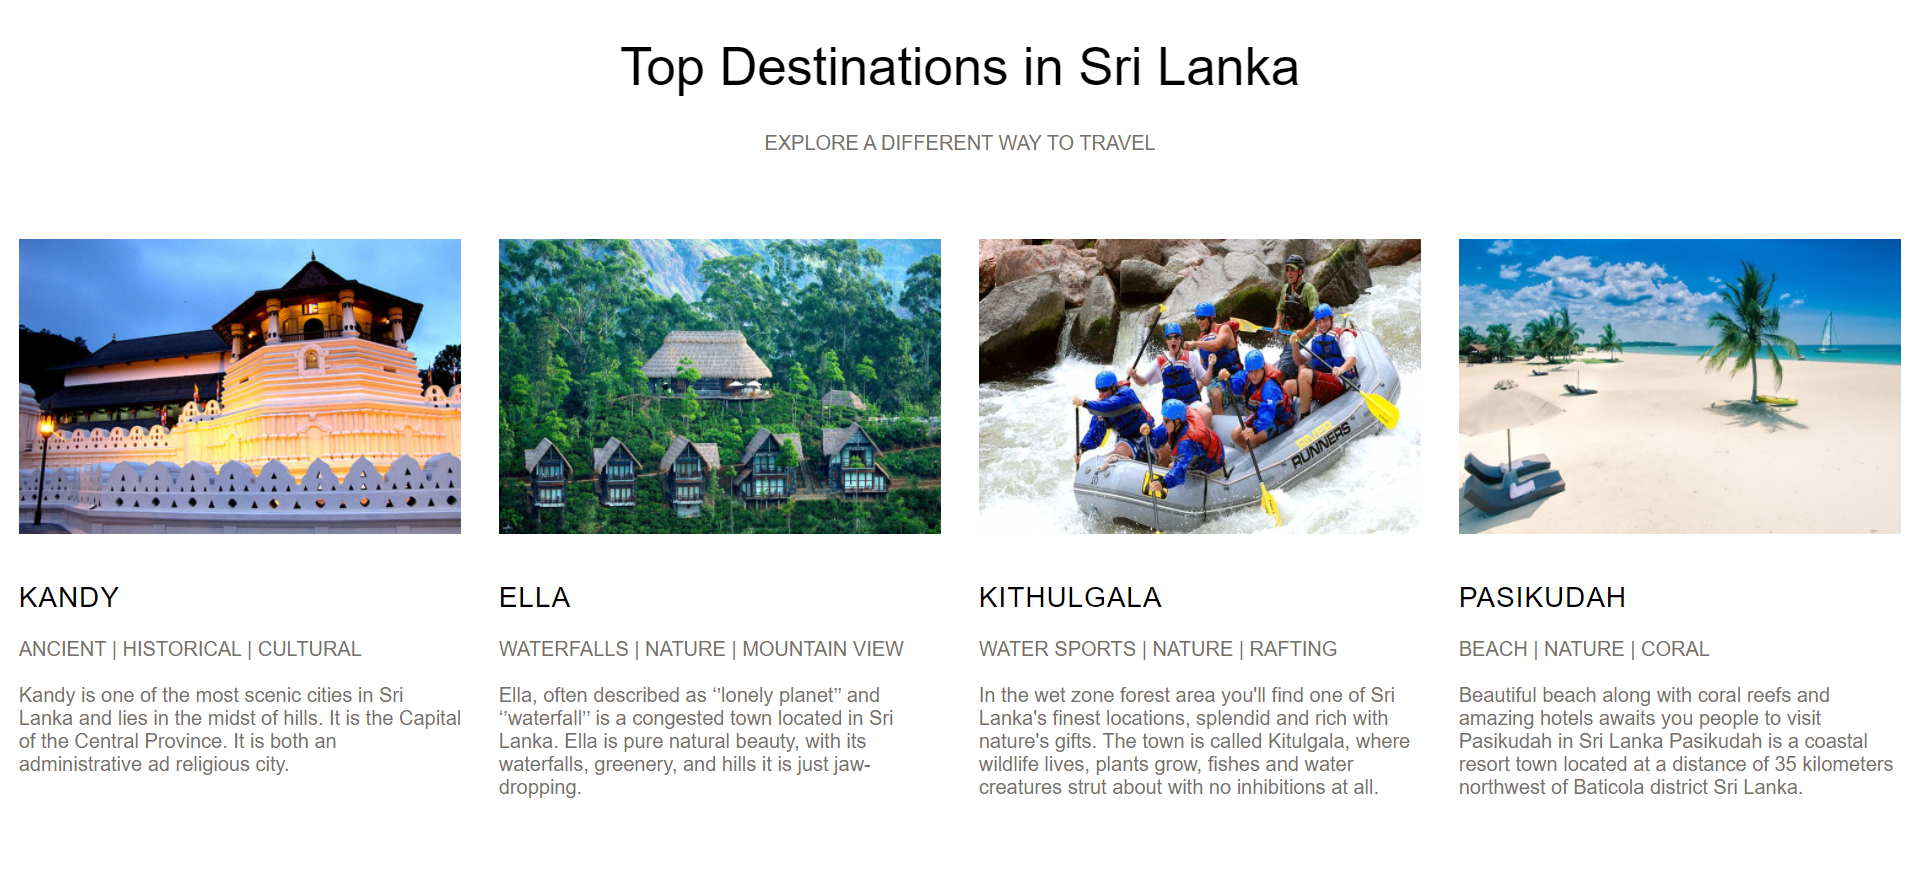 Top Destinations in Sri Lanka
EXPLORE A DIFFERENT WAY TO TRAVEL
RUNNERS
KANDY
ANCIENT | HISTORICAL | CULTURAL
Kandy is one of the most scenic cities in Sri
Lanka and lies in the midst of hills. It is the Capital
of the Central Province. It is both an
administrative ad religious city.
ELLA
WATERFALLS | NATURE | MOUNTAIN VIEW
Ella, often described as ‘’lonely planet’’ and
‘’waterfall’’ is a congested town located in Sri
Lanka. Ella is pure natural beauty, with its
waterfalls, greenery, and hills it is just jaw-
dropping.
KITHULGALA
WATER SPORTS | NATURE | RAFTING
In the wet zone forest area you'll find one of Sri
Lanka's finest locations, splendid and rich with
nature's gifts. The town is called Kitulgala, where
wildlife lives, plants grow, fishes and water
creatures strut about with no inhibitions at all.
PASIKUDAH
BEACH | NATURE | CORAL
Beautiful beach along with coral reefs and
amazing hotels awaits you people to visit
Pasikudah in Sri Lanka Pasikudah is a coastal
resort town located at a distance of 35 kilometers
northwest of Baticola district Sri Lanka.